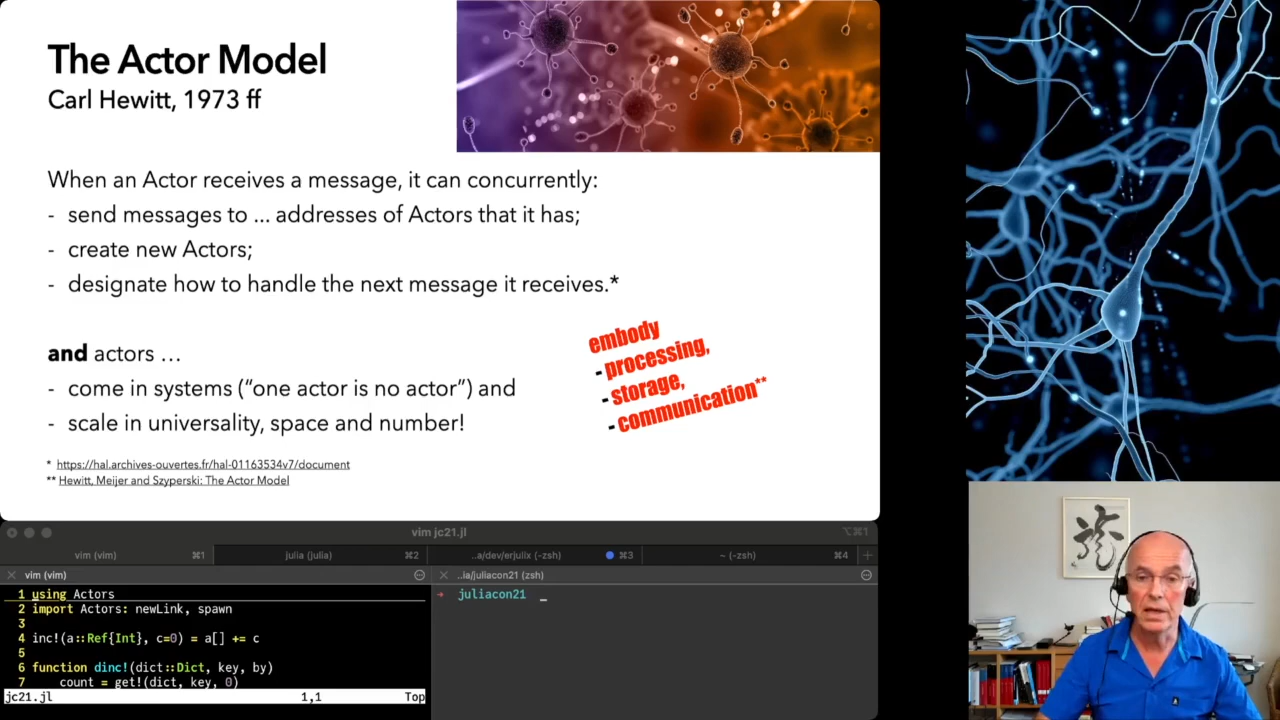 The Actor Model
Carl Hewitt, 1973 ff
When an Actor receives a message, it can concurrently:
- send messages to ... addresses of Actors that it has;
- create new Actors;
- designate how to handle the next message it receives.*
and actors ...
- come in systems (“one actor is no actor”) and
- scale in universality, space and number!
embody
- processing,
- storage,
- communication**
* https://hal.archives-ouvertes.fr/hal-01163534v7/document
** Hewitt, Meijer and Szyperski: The Actor Model
vim jc21.jl
⌥⌘1
vim (vim) ⌘1
julia (julia) ⌘2
..a/dev/erjulix (-zsh) ⌘3
~ (-zsh) ⌘4
vim (vim)
1 using Actors
2 import Actors: newLink, spawn
3
4 inc!(a::Ref{Int}, c=0) = a[] += c
5
6 function dinc!(dict::Dict, key, by)
7 count = get!(dict, key, 0)
jc21.jl 1,1 Top
..ia/juliacon21 (zsh)
→ juliacon21 _